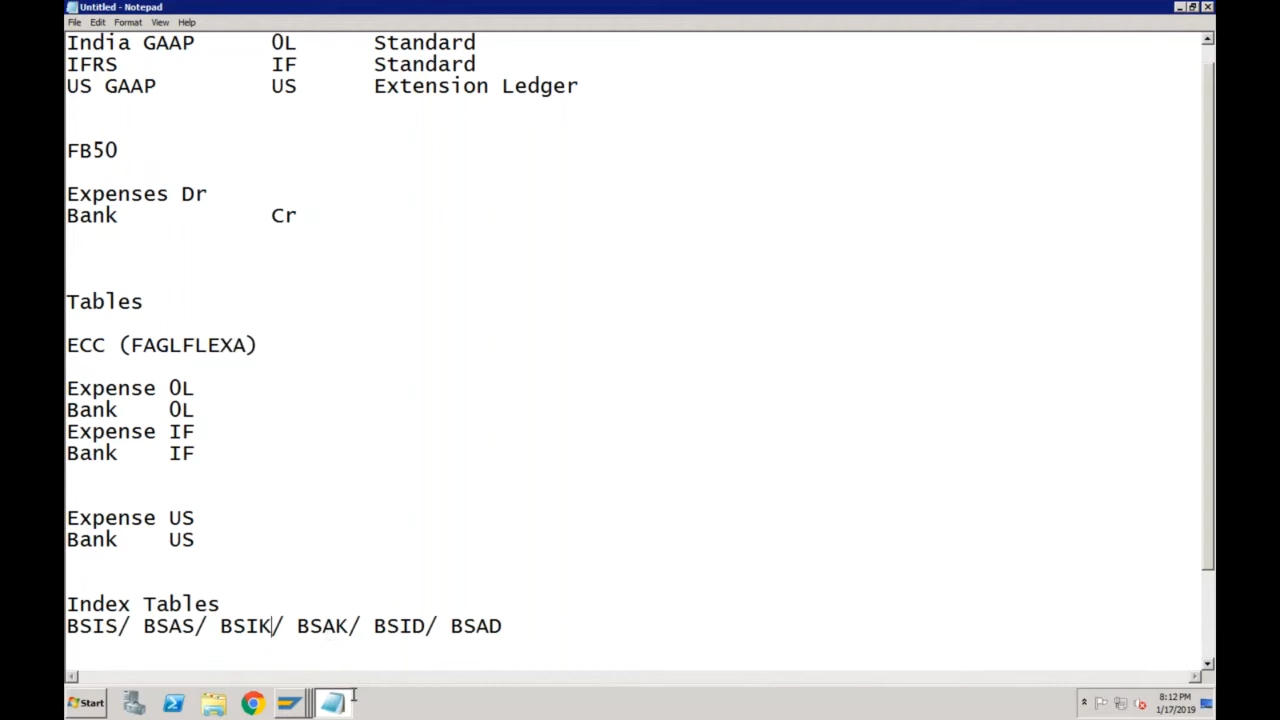 Untitled - Notepad
File Edit Format View Help
India GAAP 0L Standard
IFRS IF Standard
US GAAP US Extension Ledger
FB50
Expenses Dr
Bank Cr
Tables
ECC (FAGLFLEXA)
Expense 0L
Bank 0L
Expense IF
Bank IF
Expense US
Bank US
Index Tables
BSIS/ BSAS/ BSIK/ BSAK/ BSID/ BSAD
Start
8:12 PM
1/17/2019